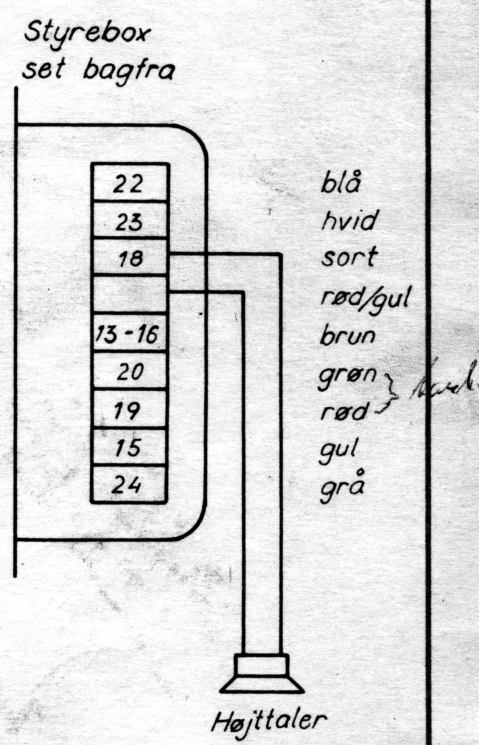 Styrebox
set bagfra
22 blå
23 hvid
18 sort
rød/gul
13-16 brun
20 grøn
19 rød
15 gul
24 grå
Højttaler